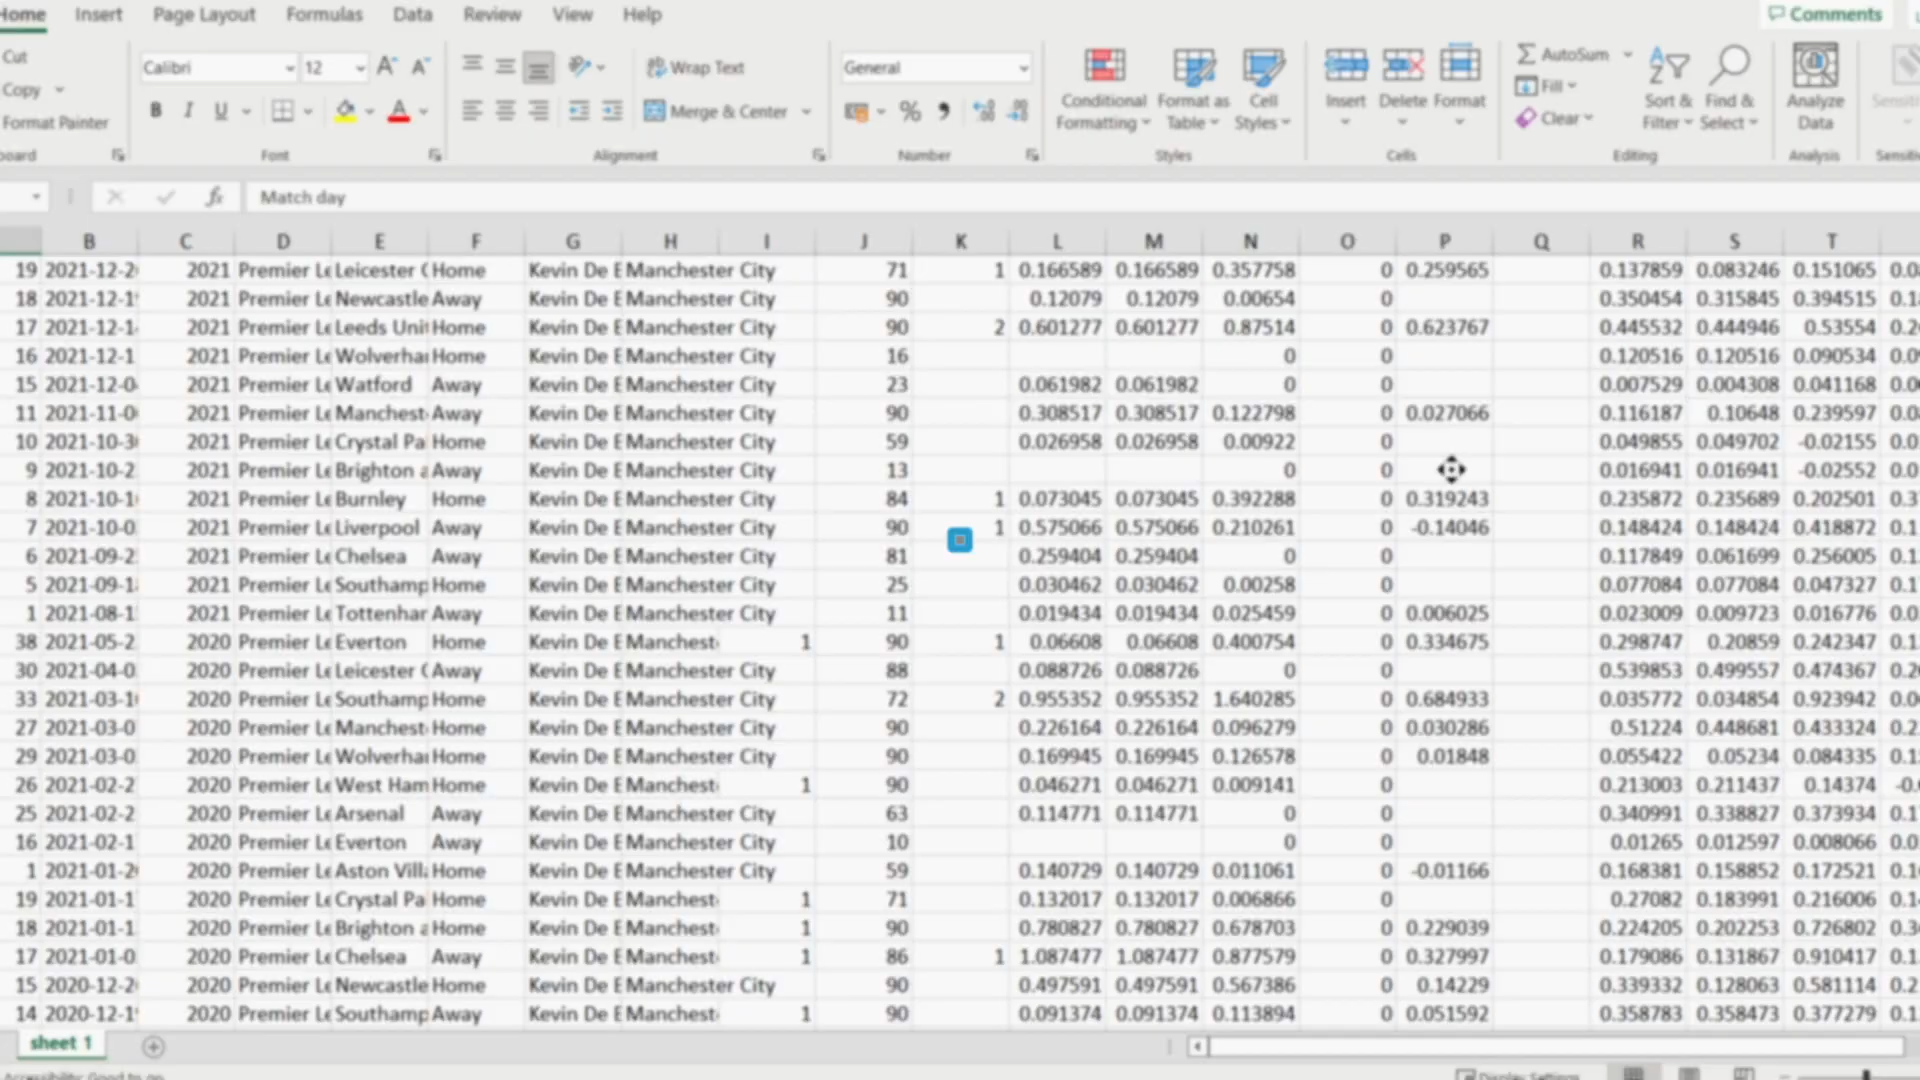 Home Insert Page Layout Formulas Data Review View Help Comments
Cut
Copy
Format Painter
Calibri 12
B I U
Font
Wrap Text
Merge & Center
Alignment
General
%
Number
Conditional Formatting Format as Table Cell Styles
Styles
Insert Delete Format
Cells
AutoSum
Fill
Clear
Sort & Filter Find & Select
Editing
Analyze Data
Analysis
fx Match day
B C D E F G H I J K L M N O P Q R S T
19 2021-12-2 2021 Premier Le Leicester C Home Kevin De B Manchester City 71 1 0.166589 0.166589 0.357758 0 0.259565 0.137859 0.083246 0.151065
18 2021-12-1 2021 Premier Le Newcastle Away Kevin De B Manchester City 90 0.12079 0.12079 0.00654 0 0.350454 0.315845 0.394515
17 2021-12-1 2021 Premier Le Leeds Unit Home Kevin De B Manchester City 90 2 0.601277 0.601277 0.87514 0 0.623767 0.445532 0.444946 0.53554
16 2021-12-1 2021 Premier Le Wolverha Home Kevin De B Manchester City 16 0 0 0.120516 0.120516 0.090534
15 2021-12-0 2021 Premier Le Watford Away Kevin De B Manchester City 23 0.061982 0.061982 0 0 0.007529 0.004308 0.041168
11 2021-11-0 2021 Premier Le Manchest Away Kevin De B Manchester City 90 0.308517 0.308517 0.122798 0 0.027066 0.116187 0.10648 0.239597
10 2021-10-3 2021 Premier Le Crystal Pa Home Kevin De B Manchester City 59 0.026958 0.026958 0.00922 0 0.049855 0.049702 -0.02155
9 2021-10-2 2021 Premier Le Brighton a Away Kevin De B Manchester City 13 0 0 0.016941 0.016941 -0.02552
8 2021-10-1 2021 Premier Le Burnley Home Kevin De B Manchester City 84 1 0.073045 0.073045 0.392288 0 0.319243 0.235872 0.235689 0.202501
7 2021-10-0 2021 Premier Le Liverpool Away Kevin De B Manchester City 90 1 0.575066 0.575066 0.210261 0 -0.14046 0.148424 0.148424 0.418872
6 2021-09-2 2021 Premier Le Chelsea Away Kevin De B Manchester City 81 0.259404 0.259404 0 0 0.117849 0.061699 0.256005
5 2021-09-1 2021 Premier Le Southamp Home Kevin De B Manchester City 25 0.030462 0.030462 0.00258 0 0.077084 0.077084 0.047327
1 2021-08-1 2021 Premier Le Tottenhar Away Kevin De B Manchester City 11 0.019434 0.019434 0.025459 0 0.006025 0.023009 0.009723 0.016776
38 2021-05-2 2020 Premier Le Everton Home Kevin De B Manchest 1 90 1 0.06608 0.06608 0.400754 0 0.334675 0.298747 0.20859 0.242347
30 2021-04-0 2020 Premier Le Leicester C Away Kevin De B Manchester City 88 0.088726 0.088726 0 0 0.539853 0.499557 0.474367
33 2021-03-1 2020 Premier Le Southamp Home Kevin De B Manchester City 72 2 0.955352 0.955352 1.640285 0 0.684933 0.035772 0.034854 0.923942
27 2021-03-0 2020 Premier Le Manchest Home Kevin De B Manchester City 90 0.226164 0.226164 0.096279 0 0.030286 0.51224 0.448681 0.433324
29 2021-03-0 2020 Premier Le Wolverha Home Kevin De B Manchester City 90 0.169945 0.169945 0.126578 0 0.01848 0.055422 0.05234 0.084335
26 2021-02-2 2020 Premier Le West Ham Home Kevin De B Manchest 1 90 0.046271 0.046271 0.009141 0 0.213003 0.211437 0.14374
25 2021-02-2 2020 Premier Le Arsenal Away Kevin De B Manchester City 63 0.114771 0.114771 0 0 0.340991 0.338827 0.373934
16 2021-02-1 2020 Premier Le Everton Away Kevin De B Manchester City 10 0 0 0.01265 0.012597 0.008066
1 2021-01-2 2020 Premier Le Aston Villa Home Kevin De B Manchester City 59 0.140729 0.140729 0.011061 0 -0.01166 0.168381 0.158852 0.172521
19 2021-01-1 2020 Premier Le Crystal Pa Home Kevin De B Manchest 1 71 0.132017 0.132017 0.006866 0 0.27082 0.183991 0.216006
18 2021-01-1 2020 Premier Le Brighton a Home Kevin De B Manchest 1 90 0.780827 0.780827 0.678703 0 0.229039 0.224205 0.202253 0.726802
17 2021-01-0 2020 Premier Le Chelsea Away Kevin De B Manchest 1 86 1 1.087477 1.087477 0.877579 0 0.327997 0.179086 0.131867 0.910417
15 2020-12-2 2020 Premier Le Newcastle Home Kevin De B Manchester City 90 0.497591 0.497591 0.567386 0 0.14229 0.339332 0.128063 0.581114
14 2020-12-1 2020 Premier Le Southamp Away Kevin De B Manchest 1 90 0.091374 0.091374 0.113894 0 0.051592 0.358783 0.358473 0.377279
sheet 1
Accessibility: Good to go Display Settings